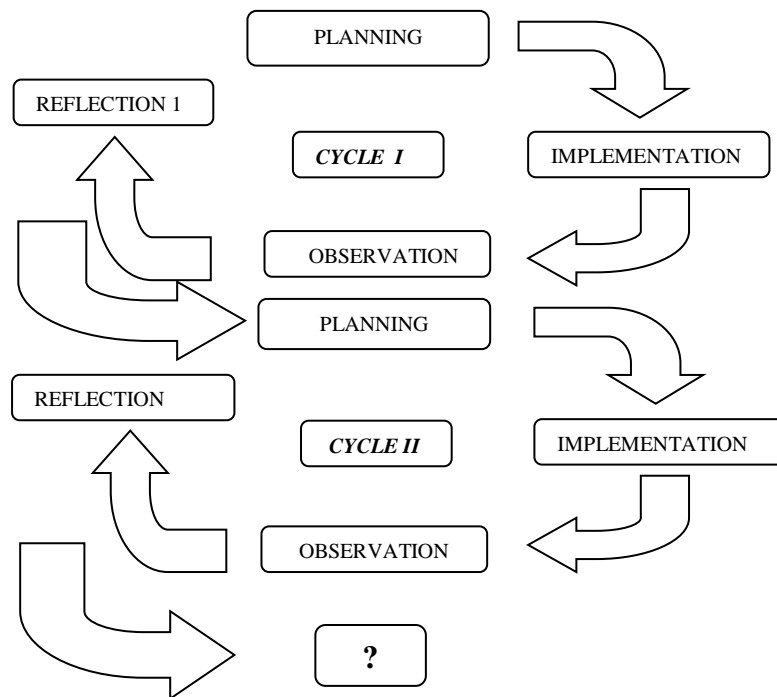 PLANNING
REFLECTION 1
CYCLE I
IMPLEMENTATION
OBSERVATION
PLANNING
REFLECTION
CYCLE II
IMPLEMENTATION
OBSERVATION
?